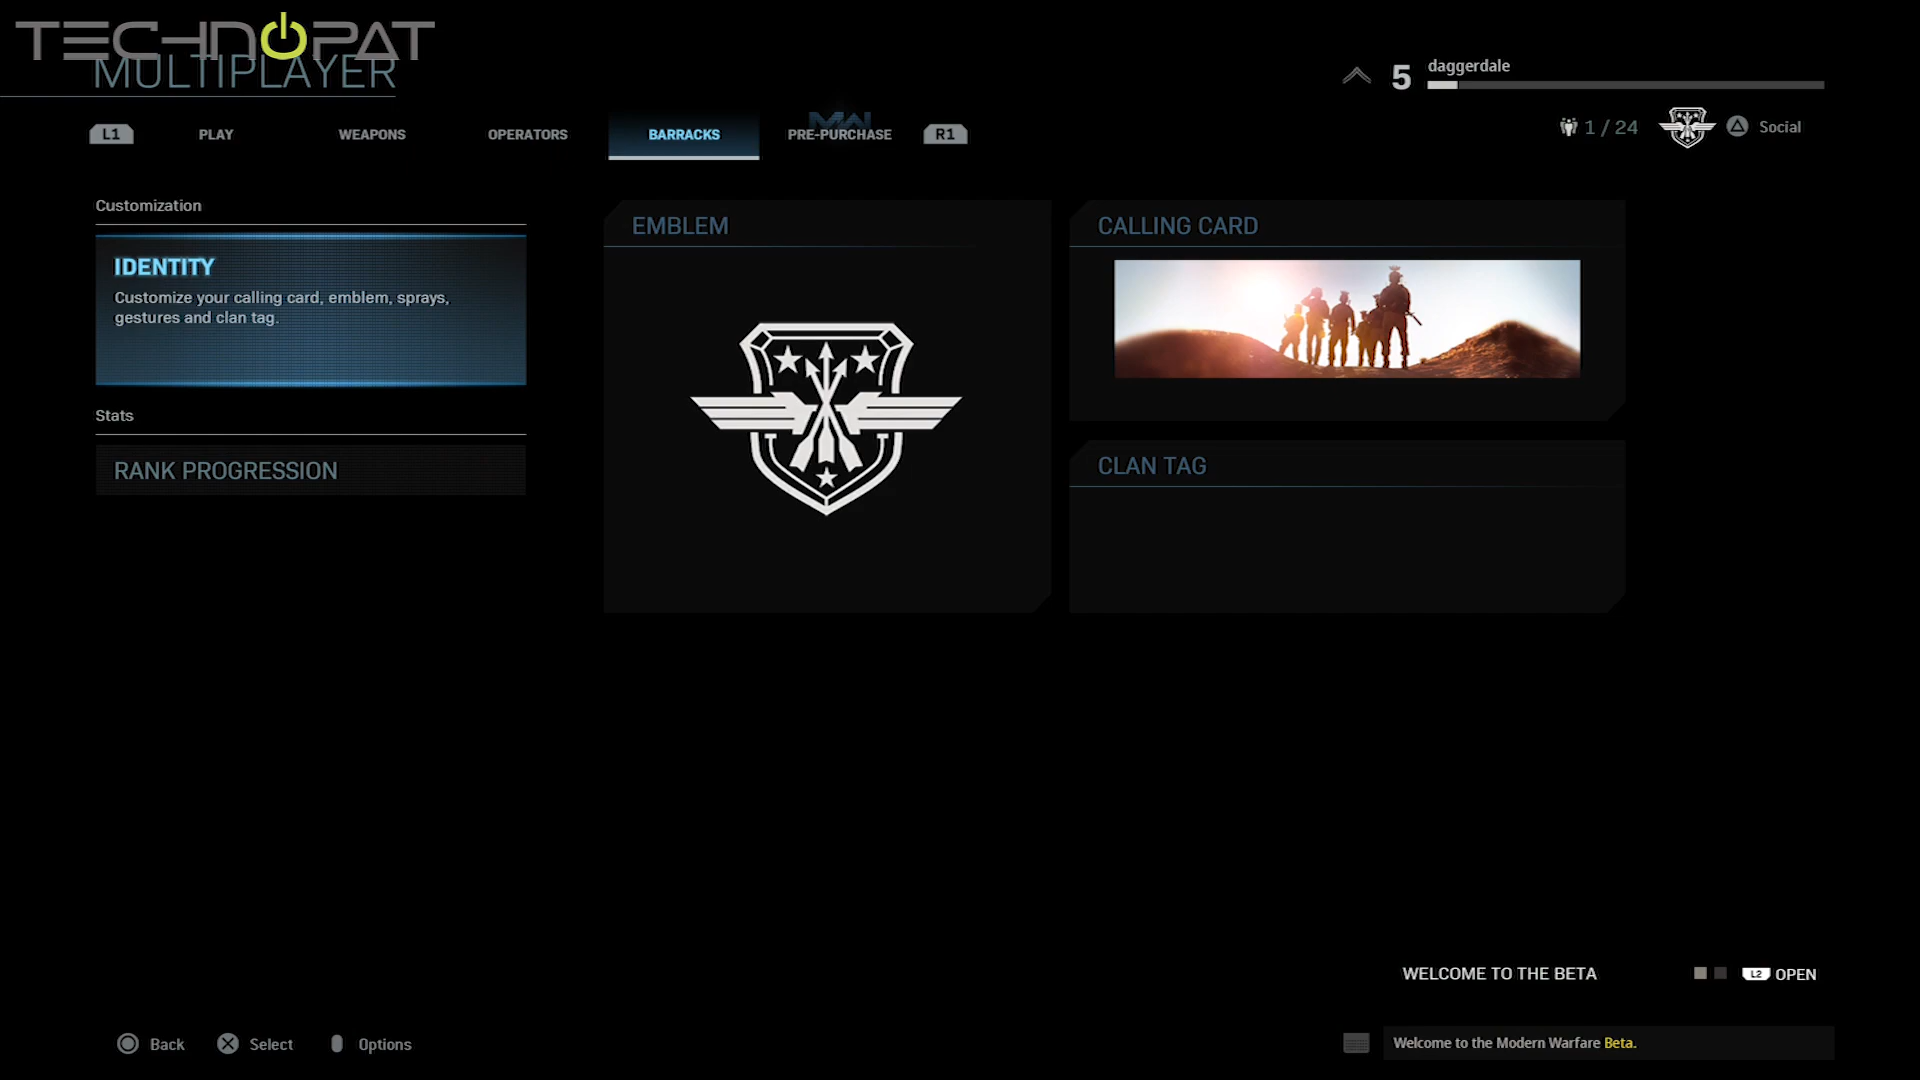 TECHNOPAT
MULTIPLAYER
5 daggerdale
L1 PLAY WEAPONS OPERATORS BARRACKS PRE-PURCHASE R1
MW
1 / 24 Social
Customization
IDENTITY
Customize your calling card, emblem, sprays,
gestures and clan tag.
Stats
RANK PROGRESSION
EMBLEM
CALLING CARD
CLAN TAG
WELCOME TO THE BETA L2 OPEN
Back Select Options
Welcome to the Modern Warfare Beta.